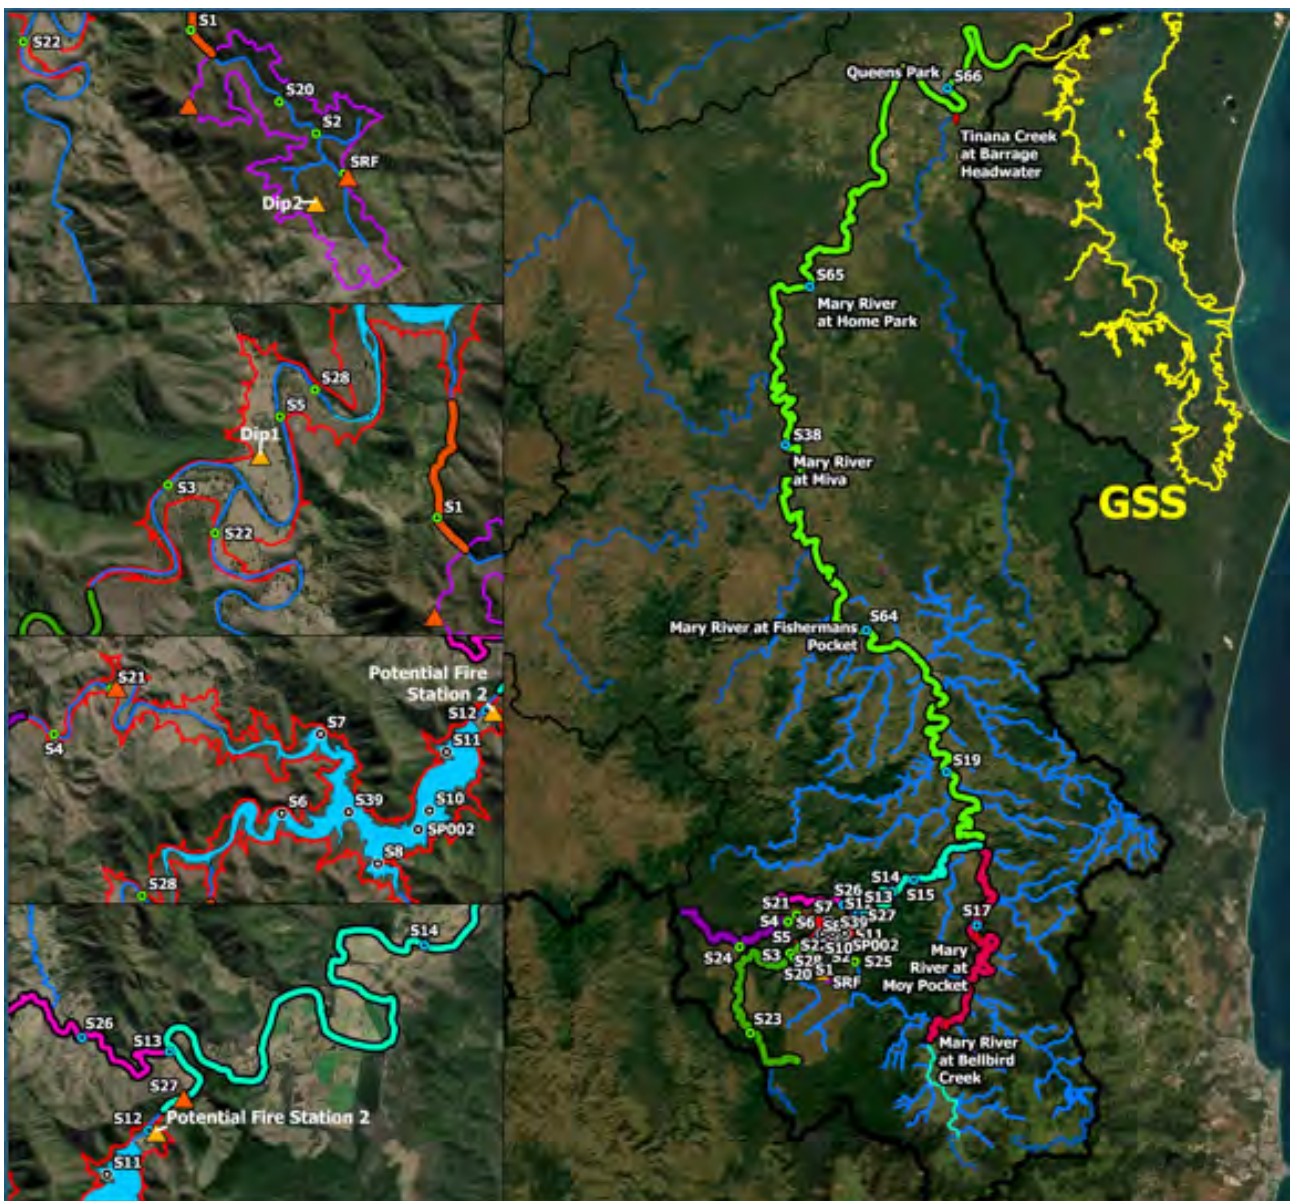 S1
S22
S20
S2
SRF
Dip2
S28
S5
Dip1
S3
S22
S1
Potential Fire
Station 2
S21
S12
S7
S4
S11
S6
S39
S10
SP002
S8
S28
S14
S26
S13
S27
S12
Potential Fire Station 2
S11
Queens Park
S66
Tinana Creek
at Barrage
Headwater
S65
Mary River
at Home Park
S38
Mary River
at Miva
GSS
S64
Mary River at Fishermans
Pocket
S19
S14
S15
S26
S13
S21
S27
S7
S4
S6
S39
S11
S17
S5
S10
SP002
S24
S3
S28
S25
S20
S1
SRF
Mary
River at
Moy Pocket
S23
Mary River
at Bellbird
Creek